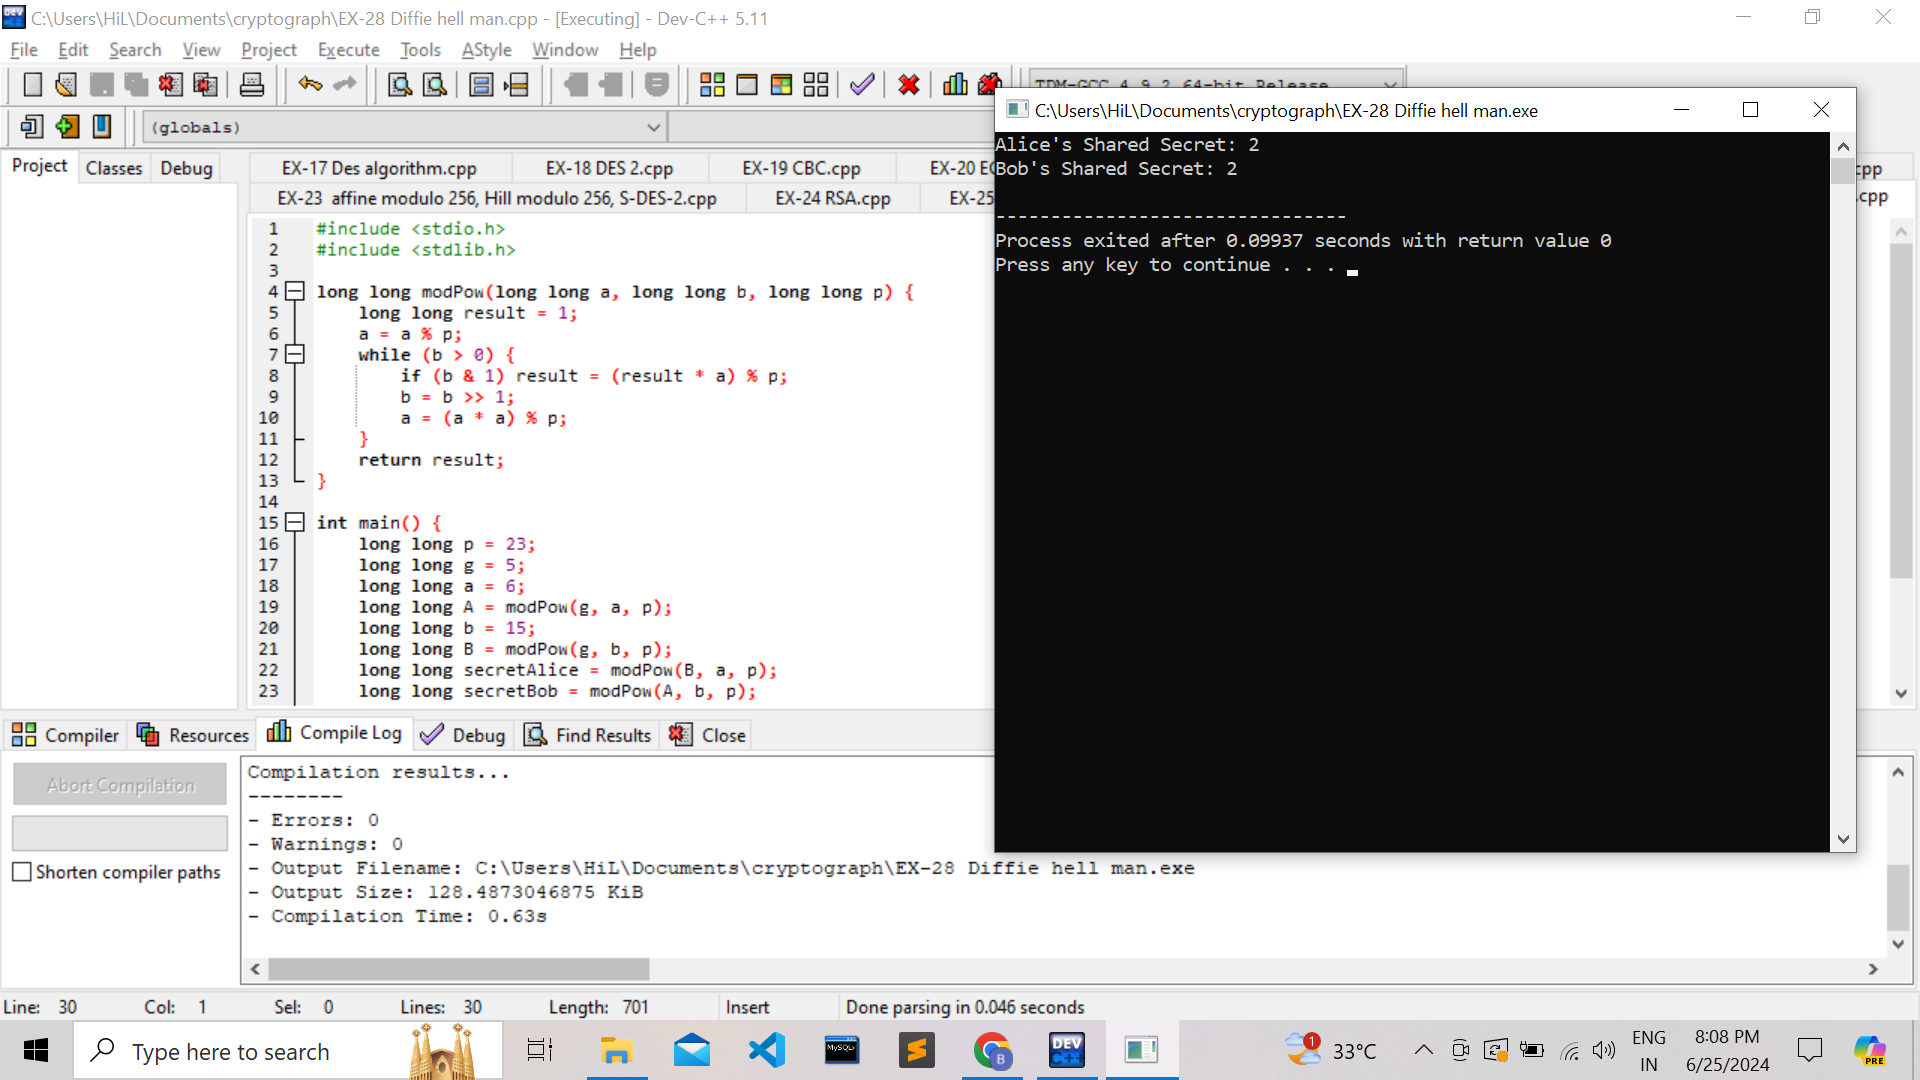 C:\Users\HiL\Documents\cryptograph\EX-28 Diffie hell man.cpp - [Executing] - Dev-C++ 5.11
File Edit Search View Project Execute Tools AStyle Window Help
TDM-GCC 4.9.2 64-bit Release
(globals)
Project Classes Debug
EX-17 Des algorithm.cpp EX-18 DES 2.cpp EX-19 CBC.cpp EX-20 EC cpp
EX-23 affine modulo 256, Hill modulo 256, S-DES-2.cpp EX-24 RSA.cpp EX-25 .cpp
1 #include <stdio.h>
2 #include <stdlib.h>
3
4 long long modPow(long long a, long long b, long long p) {
5 long long result = 1;
6 a = a % p;
7 while (b > 0) {
8 if (b & 1) result = (result * a) % p;
9 b = b >> 1;
10 a = (a * a) % p;
11 }
12 return result;
13 }
14
15 int main() {
16 long long p = 23;
17 long long g = 5;
18 long long a = 6;
19 long long A = modPow(g, a, p);
20 long long b = 15;
21 long long B = modPow(g, b, p);
22 long long secretAlice = modPow(B, a, p);
23 long long secretBob = modPow(A, b, p);
C:\Users\HiL\Documents\cryptograph\EX-28 Diffie hell man.exe
Alice's Shared Secret: 2
Bob's Shared Secret: 2
--------------------------------
Process exited after 0.09937 seconds with return value 0
Press any key to continue . . .
Compiler Resources Compile Log Debug Find Results Close
Abort Compilation
Shorten compiler paths
Compilation results...
--------
- Errors: 0
- Warnings: 0
- Output Filename: C:\Users\HiL\Documents\cryptograph\EX-28 Diffie hell man.exe
- Output Size: 128.4873046875 KiB
- Compilation Time: 0.63s
Line: 30 Col: 1 Sel: 0 Lines: 30 Length: 701 Insert Done parsing in 0.046 seconds
Type here to search
MySQL
B
DEV
C++
1
33°C
ENG
IN
8:08 PM
6/25/2024
PRE